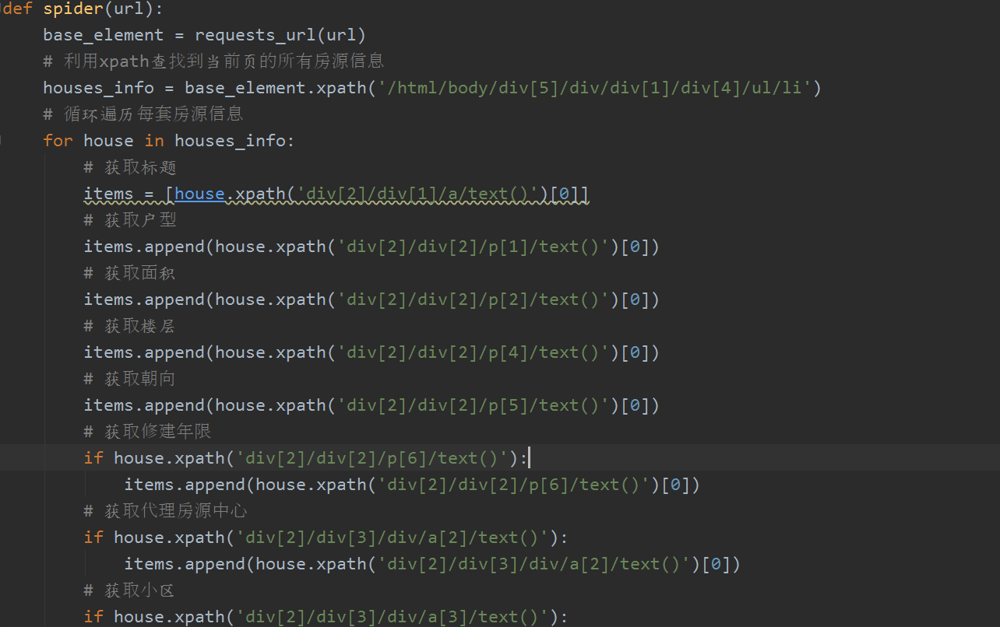 def spider(url):
    base_element = requests_url(url)
    # 利用xpath查找到当前页的所有房源信息
    houses_info = base_element.xpath('/html/body/div[5]/div/div[1]/div[4]/ul/li')
    # 循环遍历每套房源信息
    for house in houses_info:
        # 获取标题
        items = [house.xpath('div[2]/div[1]/a/text()')[0]]
        # 获取户型
        items.append(house.xpath('div[2]/div[2]/p[1]/text()')[0])
        # 获取面积
        items.append(house.xpath('div[2]/div[2]/p[2]/text()')[0])
        # 获取楼层
        items.append(house.xpath('div[2]/div[2]/p[4]/text()')[0])
        # 获取朝向
        items.append(house.xpath('div[2]/div[2]/p[5]/text()')[0])
        # 获取修建年限
        if house.xpath('div[2]/div[2]/p[6]/text()'):
            items.append(house.xpath('div[2]/div[2]/p[6]/text()')[0])
        # 获取代理房源中心
        if house.xpath('div[2]/div[3]/div/a[2]/text()'):
            items.append(house.xpath('div[2]/div[3]/div/a[2]/text()')[0])
        # 获取小区
        if house.xpath('div[2]/div[3]/div/a[3]/text()'):